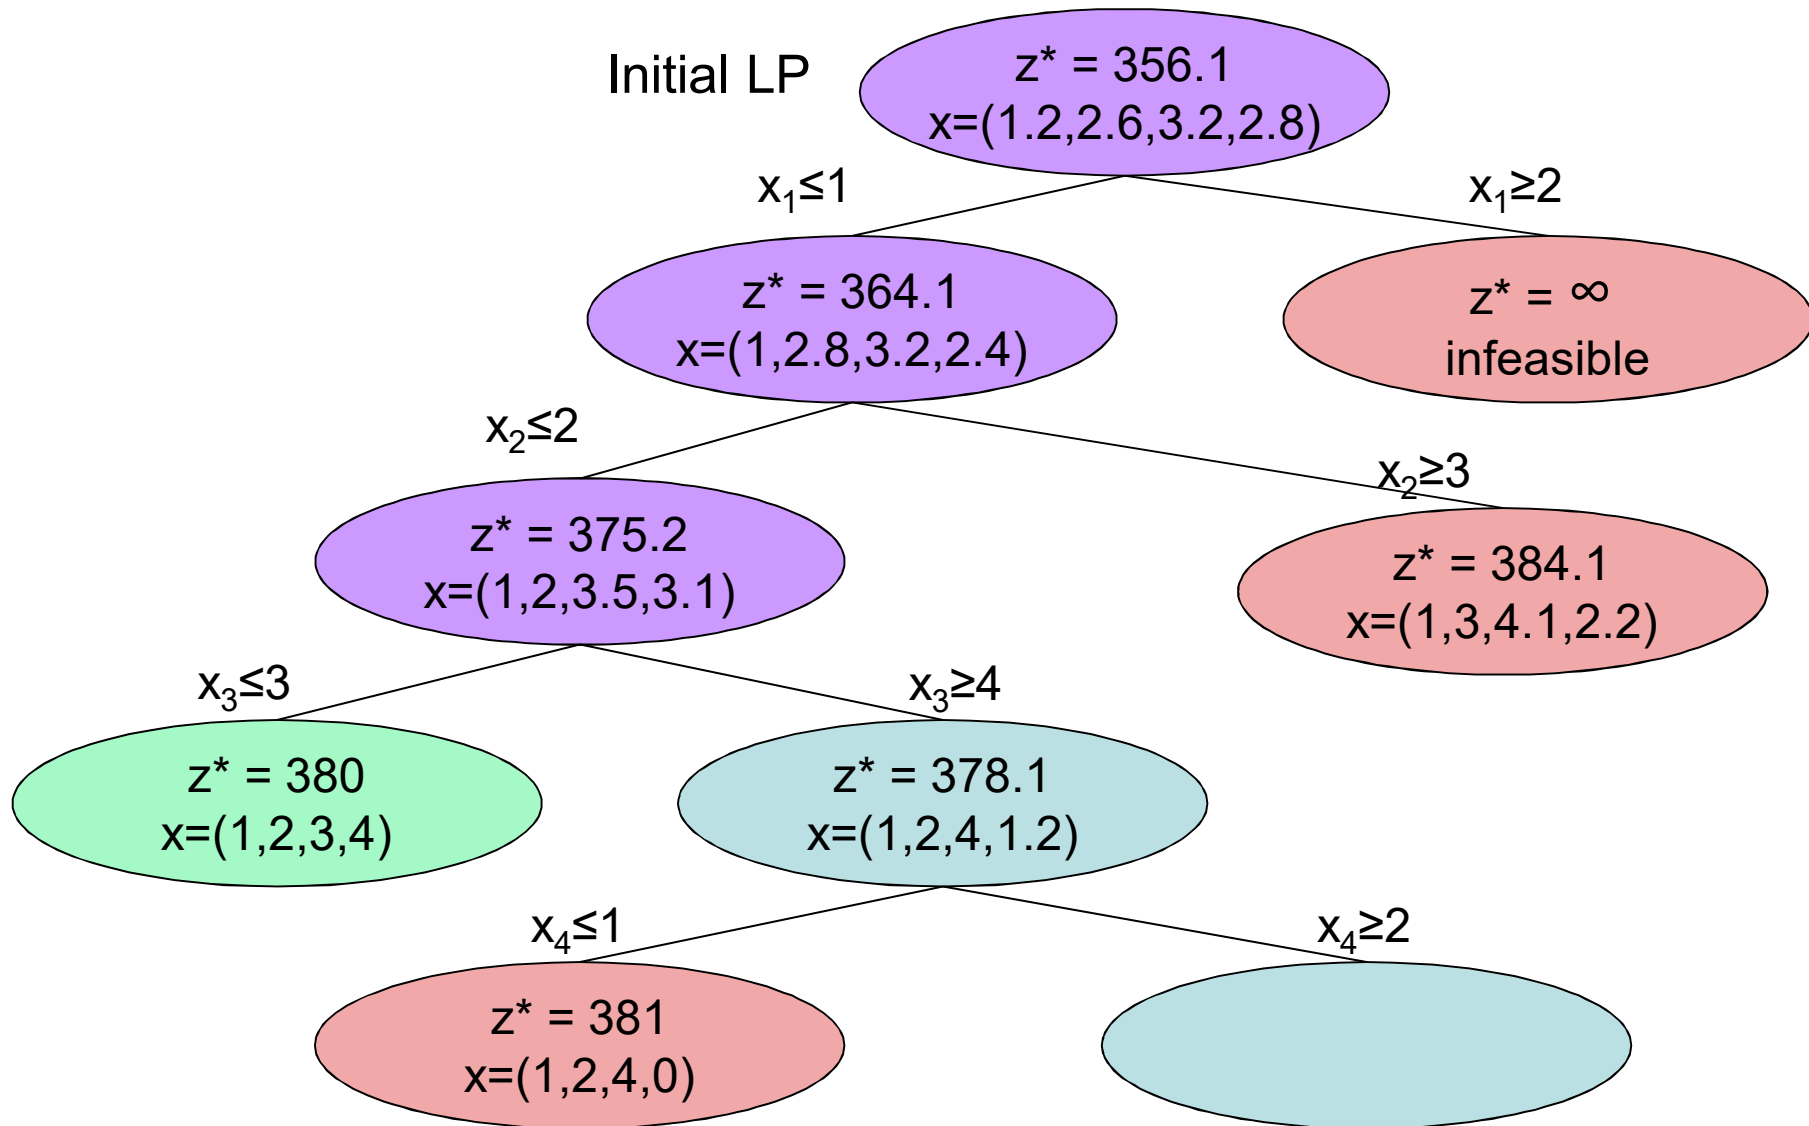 Initial LP
z* = 356.1
x=(1.2,2.6,3.2,2.8)
x₁≤1
x₁≥2
z* = 364.1
x=(1,2.8,3.2,2.4)
z* = ∞
infeasible
x₂≤2
x₂≥3
z* = 375.2
x=(1,2,3.5,3.1)
z* = 384.1
x=(1,3,4.1,2.2)
x₃≤3
x₃≥4
z* = 380
x=(1,2,3,4)
z* = 378.1
x=(1,2,4,1.2)
x₄≤1
x₄≥2
z* = 381
x=(1,2,4,0)